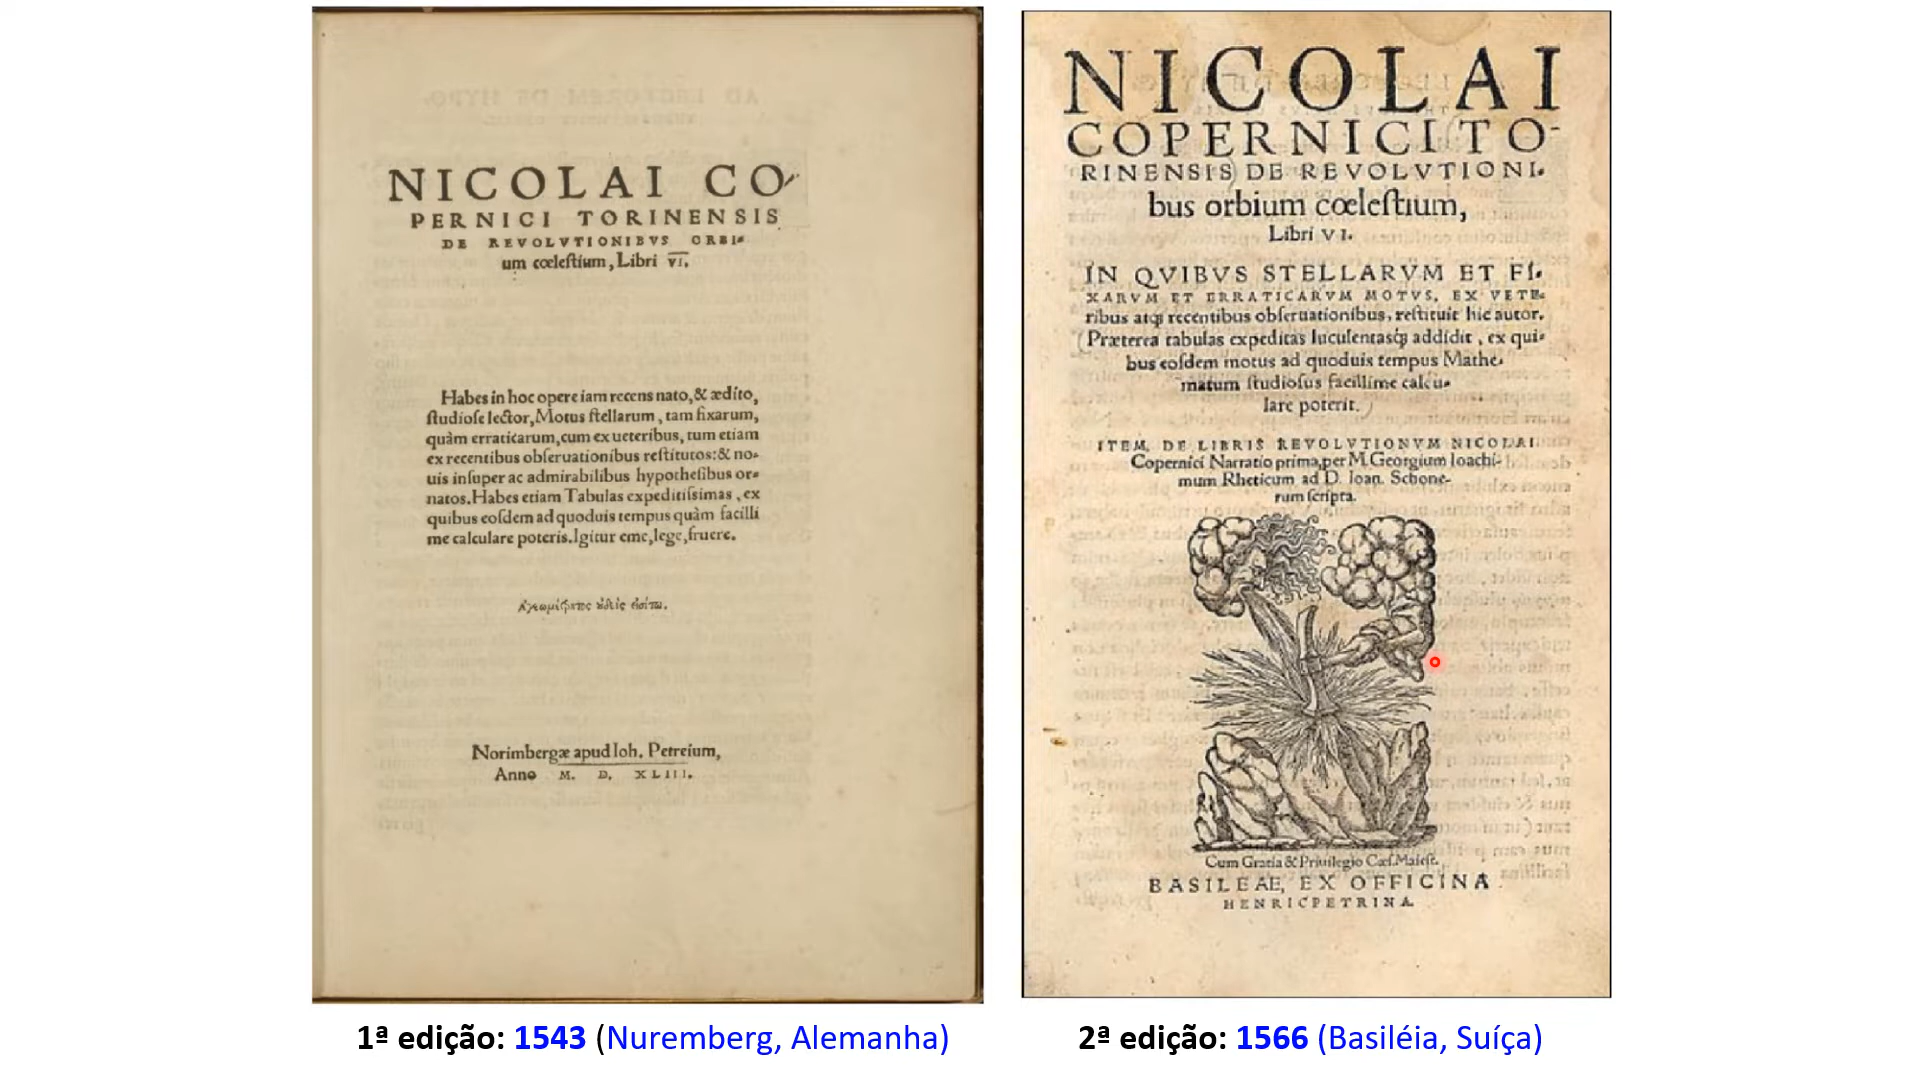 NICOLAI CO-
PERNICI TORINENSIS
DE REVOLVTIONIBVS ORBI-
um cœleſtium, Libri VI.
Habes in hoc opere iam recens nato, & ædito,
ſtudioſe lector, Motus ſtellarum, tam fixarum,
quàm erraticarum, cum ex ueteribus, tum etiam
ex recentibus obſeruationibus reſtitutos: & no-
uis inſuper ac admirabilibus hypotheſibus or-
natos. Habes etiam Tabulas expeditiſsimas, ex
quibus eoſdem ad quoduis tempus quàm facilli
me calculare poteris. Igitur eme, lege, fruere.
Norimbergæ apud Ioh. Petreium,
Anno M. D. XLIII.
1ª edição: 1543 (Nuremberg, Alemanha)
NICOLAI
COPERNICI TO-
RINENSIS DE REVOLVTIONI-
bus orbium cœleſtium,
Libri VI.
IN QVIBVS STELLARVM ET FI-
XARVM ET ERRATICARVM MOTVS, EX VETE-
ribus atq; recentibus obſeruationibus, reſtituit hic autor.
Præterea tabulas expeditas luculentasq; addidit, ex qui-
bus eoſdem motus ad quoduis tempus Mathe-
matum ſtudioſus facillime calcu-
lare poterit.
ITEM, DE LIBRIS REVOLVTIONVM NICOLAI
Copernici Narratio prima, per M. Georgium Ioachi-
mum Rheticum ad D. Ioan. Schone-
rum ſcripta.
Cum Gratia & Priuilegio Cæſ. Maieſt.
BASILEAE, EX OFFICINA
HENRICPETRINA.
2ª edição: 1566 (Basiléia, Suíça)